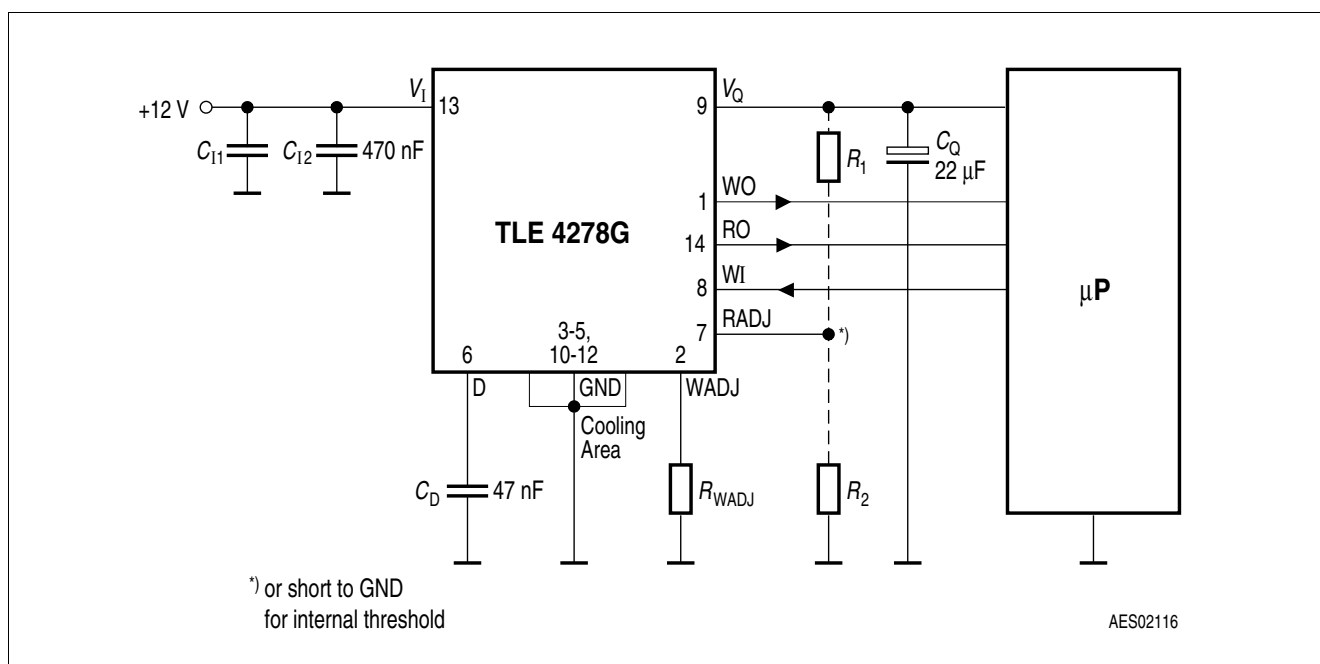 +12 V
V_I
13
C_I1
C_I2
470 nF
TLE 4278G
9
V_Q
1
WO
14
RO
8
WI
7
RADJ
*)
R_1
C_Q
22 µF
µP
6
D
3-5,
10-12
GND
2
WADJ
Cooling
Area
C_D
47 nF
R_WADJ
R_2
*) or short to GND
for internal threshold
AES02116